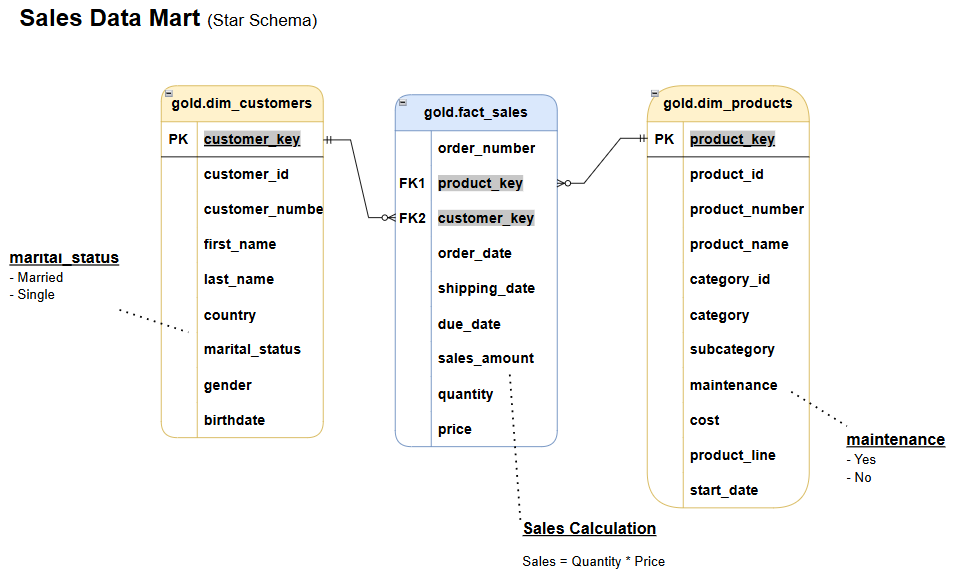 Sales Data Mart (Star Schema)
gold.dim_customers
PK customer_key
customer_id
customer_numbe
first_name
last_name
country
marital_status
gender
birthdate
marital_status
- Married
- Single
gold.fact_sales
order_number
FK1 product_key
FK2 customer_key
order_date
shipping_date
due_date
sales_amount
quantity
price
Sales Calculation
Sales = Quantity * Price
gold.dim_products
PK product_key
product_id
product_number
product_name
category_id
category
subcategory
maintenance
cost
product_line
start_date
maintenance
- Yes
- No